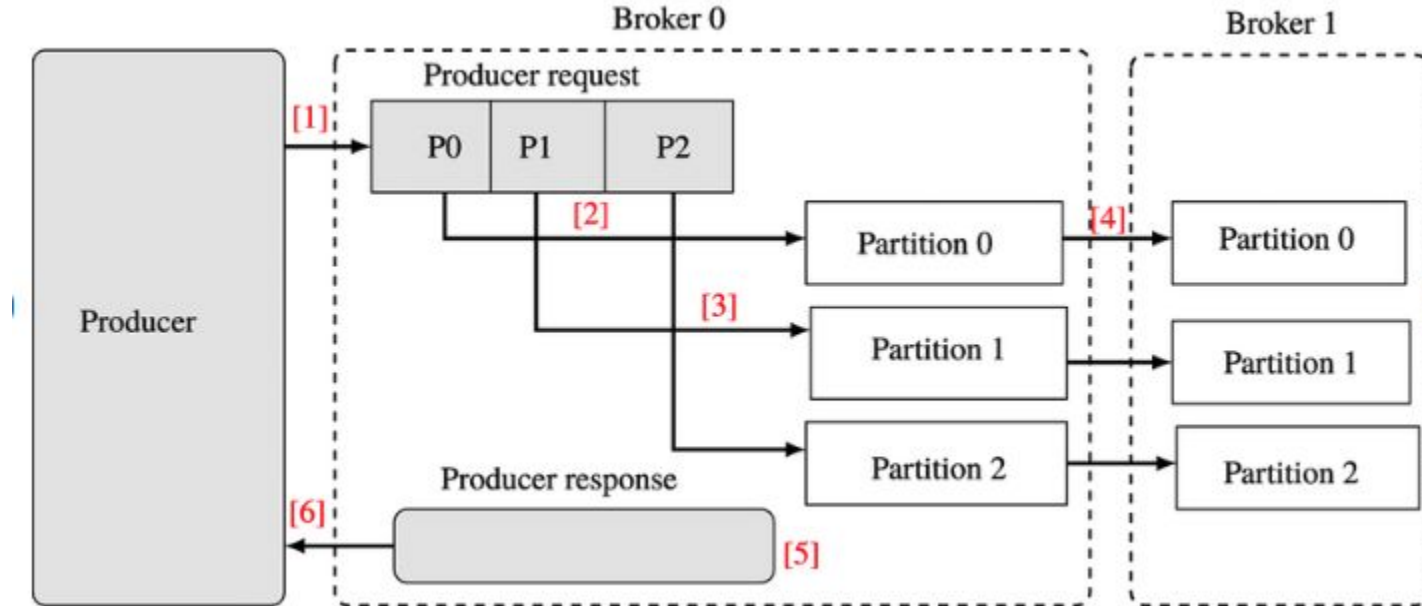 Broker 0
Broker 1
Producer request
[1]
P0 P1 P2
[2]
[4]
Partition 0
Partition 0
[3]
Producer
Partition 1
Partition 1
Partition 2
Partition 2
Producer response
[6]
[5]